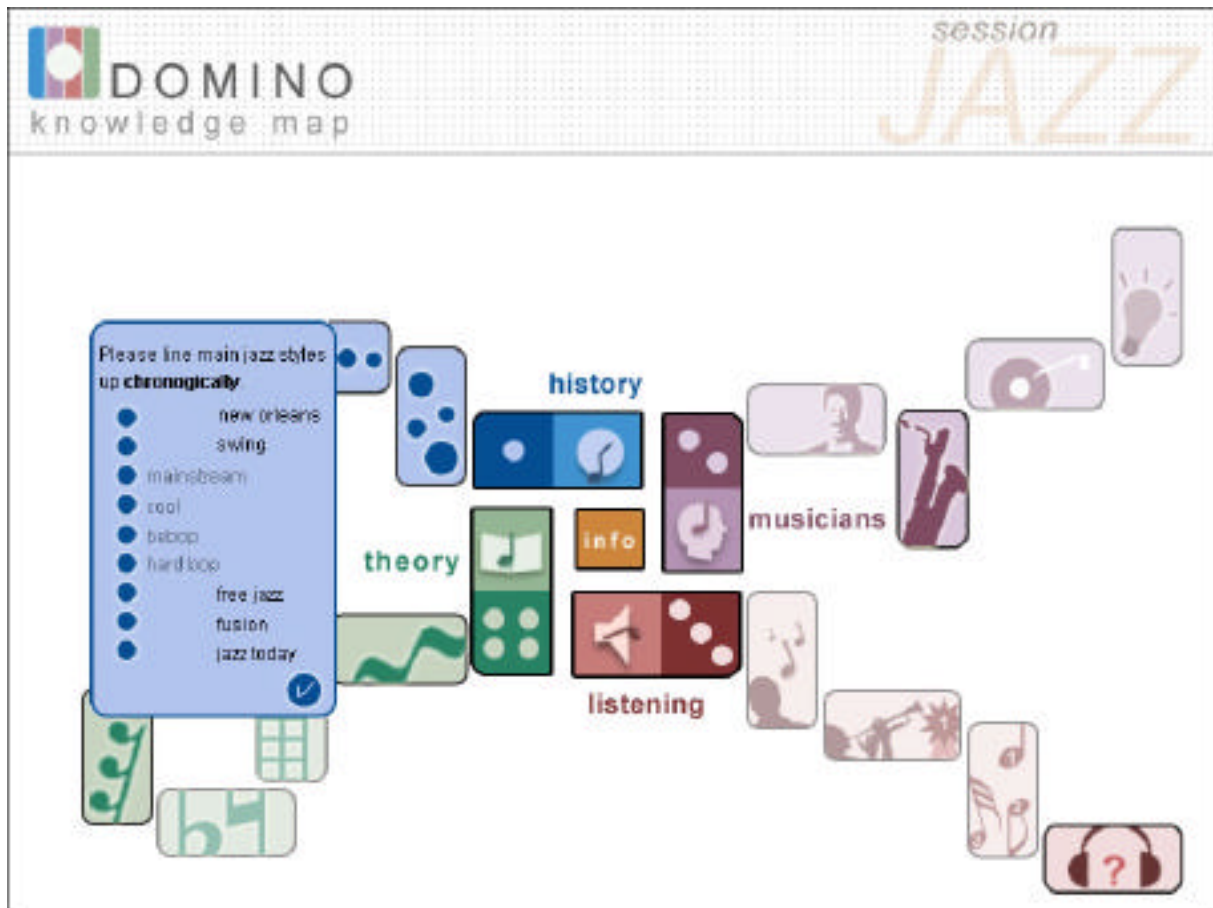 session
JAZZ
DOMINO
knowledge map
Please line main jazz styles
up chronogically
new orleans
swing
mainstream
cool
bebop
hard bop
free jazz
fusion
jazz today
history
musicians
info
theory
listening
?